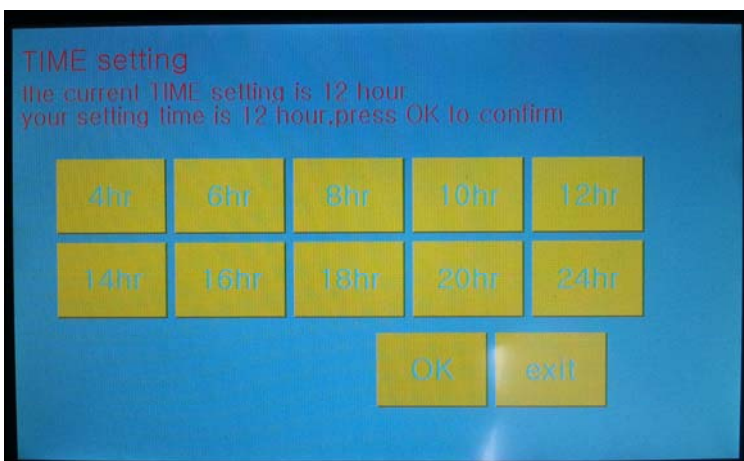 TIME setting
the current TIME setting is 12 hour
your setting time is 12 hour,press OK to confirm
4hr 6hr 8hr 10hr 12hr
14hr 16hr 18hr 20hr 24hr
OK exit